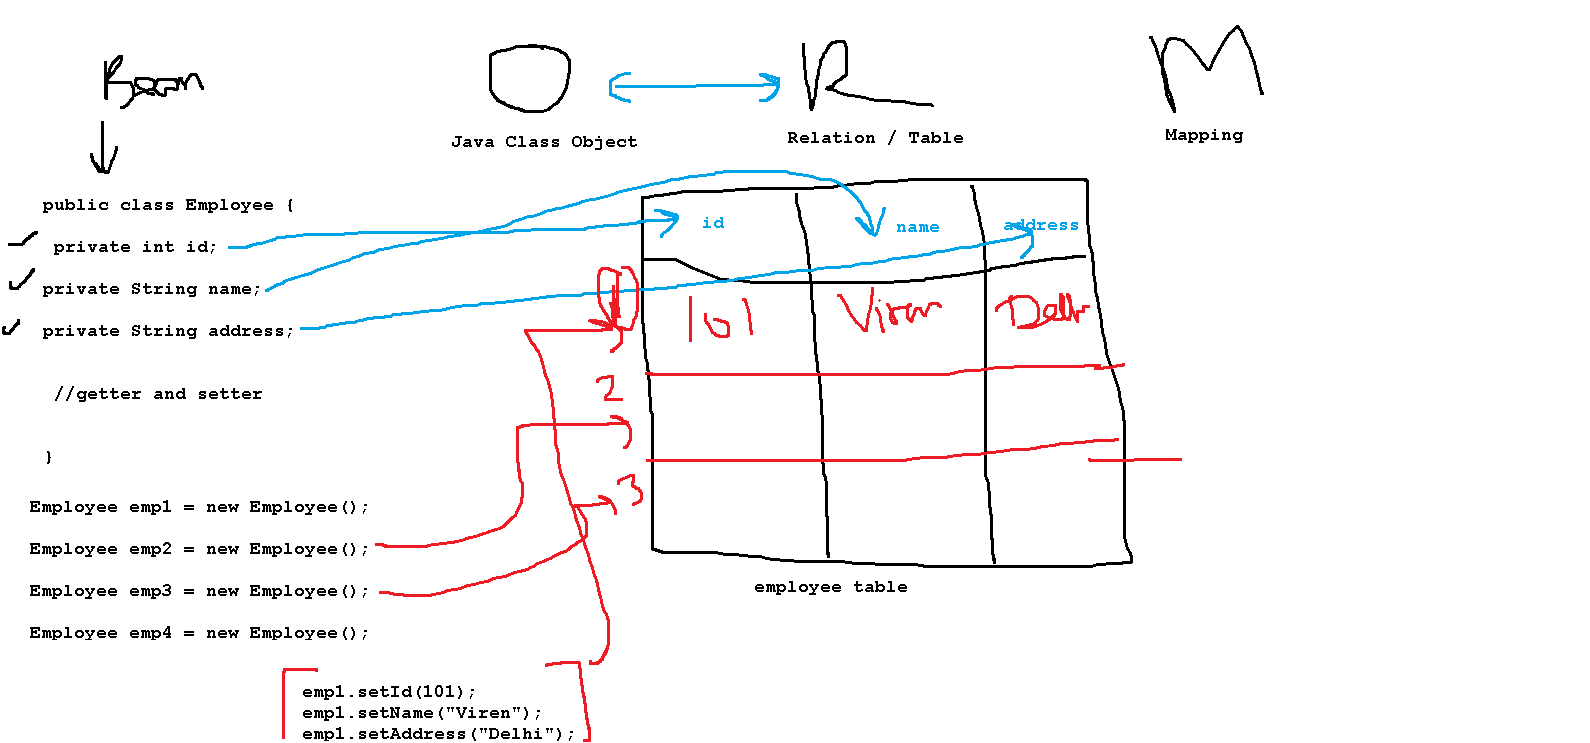 Bean
O R M
Java Class Object
Relation / Table
Mapping
public class Employee {
private int id;
private String name;
private String address;
//getter and setter
}
Employee emp1 = new Employee();
Employee emp2 = new Employee();
Employee emp3 = new Employee();
Employee emp4 = new Employee();
emp1.setId(101);
emp1.setName("Viren");
emp1.setAddress("Delhi");
id name address
1 101 Viren Delhi
2
3
employee table